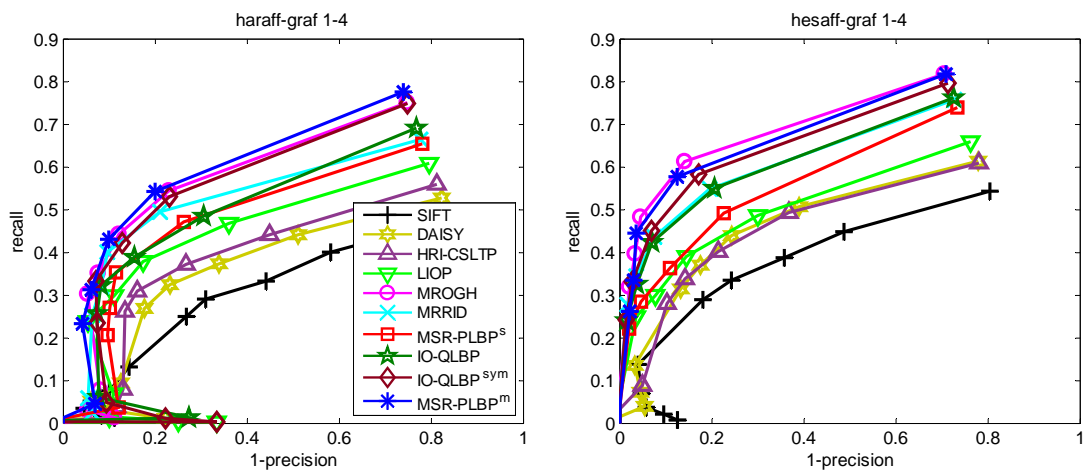 haraff-graf 1-4
0.9
0.8
0.7
0.6
0.5
0.4
0.3
0.2
0.1
0
recall
0 0.2 0.4 0.6 0.8 1
1-precision
SIFT
DAISY
HRI-CSLTP
LIOP
MROGH
MRRID
MSR-PLBPˢ
IO-QLBP
IO-QLBPˢʸᵐ
MSR-PLBPᵐ
hesaff-graf 1-4
0.9
0.8
0.7
0.6
0.5
0.4
0.3
0.2
0.1
0
recall
0 0.2 0.4 0.6 0.8 1
1-precision